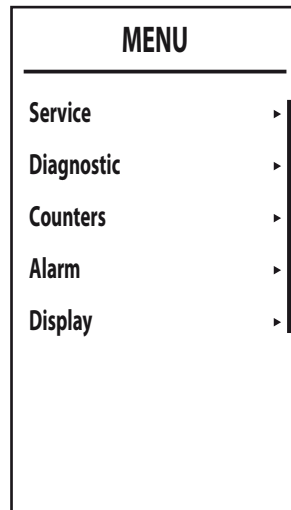 MENU
Service
Diagnostic
Counters
Alarm
Display